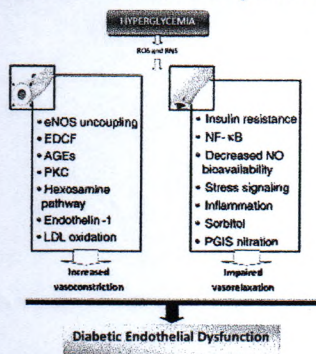 HYPERGLYCEMIA
ROS and RNS
• eNOS uncoupling
• EDCF
• AGEs
• PKC
• Hexosamine
pathway
• Endothelin-1
• LDL oxidation
Increased
vasoconstriction
• Insulin resistance
• NF-κB
• Decreased NO
bioavailability
• Stress signaling
• Inflammation
• Sorbitol
• PGIS nitration
Impaired
vasorelaxation
Diabetic Endothelial Dysfunction